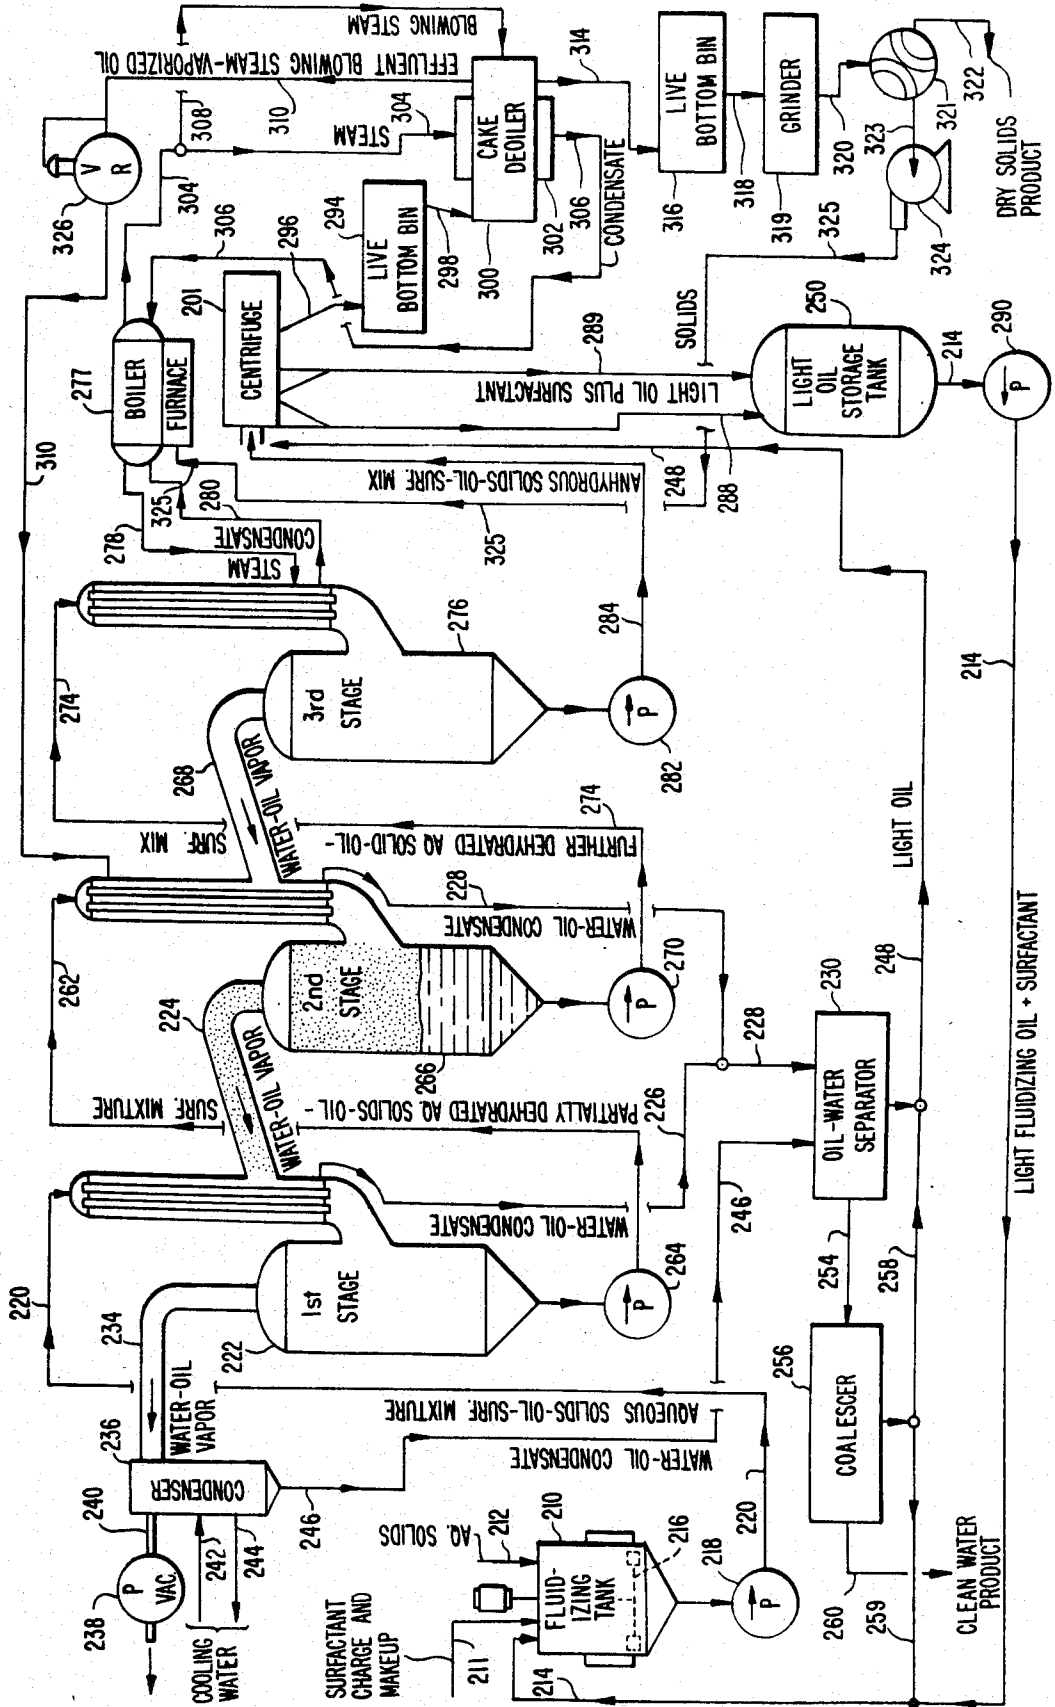 BLOWING STEAM
EFFLUENT BLOWING STEAM-VAPORIZED OIL
310
308
304
STEAM
304
V
R
326
306
296
294
LIVE
BOTTOM BIN
298
CAKE
DEOILER
300
302
306
CONDENSATE
314
316
LIVE
BOTTOM BIN
318
GRINDER
319
320
321
322
323
324
325
DRY SOLIDS
PRODUCT
SOLIDS
201
CENTRIFUGE
277
BOILER
FURNACE
310
325
278
280
CONDENSATE
STEAM
ANHYDROUS SOLIDS-OIL-SURF. MIX
325
248
288
LIGHT OIL PLUS SURFACTANT
289
250
LIGHT
OIL
STORAGE
TANK
214
290
P
274
276
3rd
STAGE
268
WATER-OIL VAPOR
284
P
282
SURF. MIX
FURTHER DEHYDRATED AQ SOLID-OIL-
274
228
WATER-OIL CONDENSATE
262
224
2nd
STAGE
266
WATER-OIL VAPOR
P
270
SURF. MIXTURE
PARTIALLY DEHYDRATED AQ. SOLIDS-OIL-
226
228
230
OIL-WATER
SEPARATOR
246
248
LIGHT OIL
214
LIGHT FLUIDIZING OIL + SURFACTANT
220
234
1st
STAGE
222
WATER-OIL CONDENSATE
P
264
254
258
256
COALESCER
WATER-OIL
VAPOR
236
CONDENSER
240
P
VAC.
238
242
244
COOLING
WATER
246
AQUEOUS SOLIDS-OIL-SURF. MIXTURE
WATER-OIL CONDENSATE
220
AQ. SOLIDS
212
210
FLUID-
IZING
TANK
216
218
P
SURFACTANT
CHARGE AND
MAKEUP
211
214
260
259
CLEAN WATER
PRODUCT